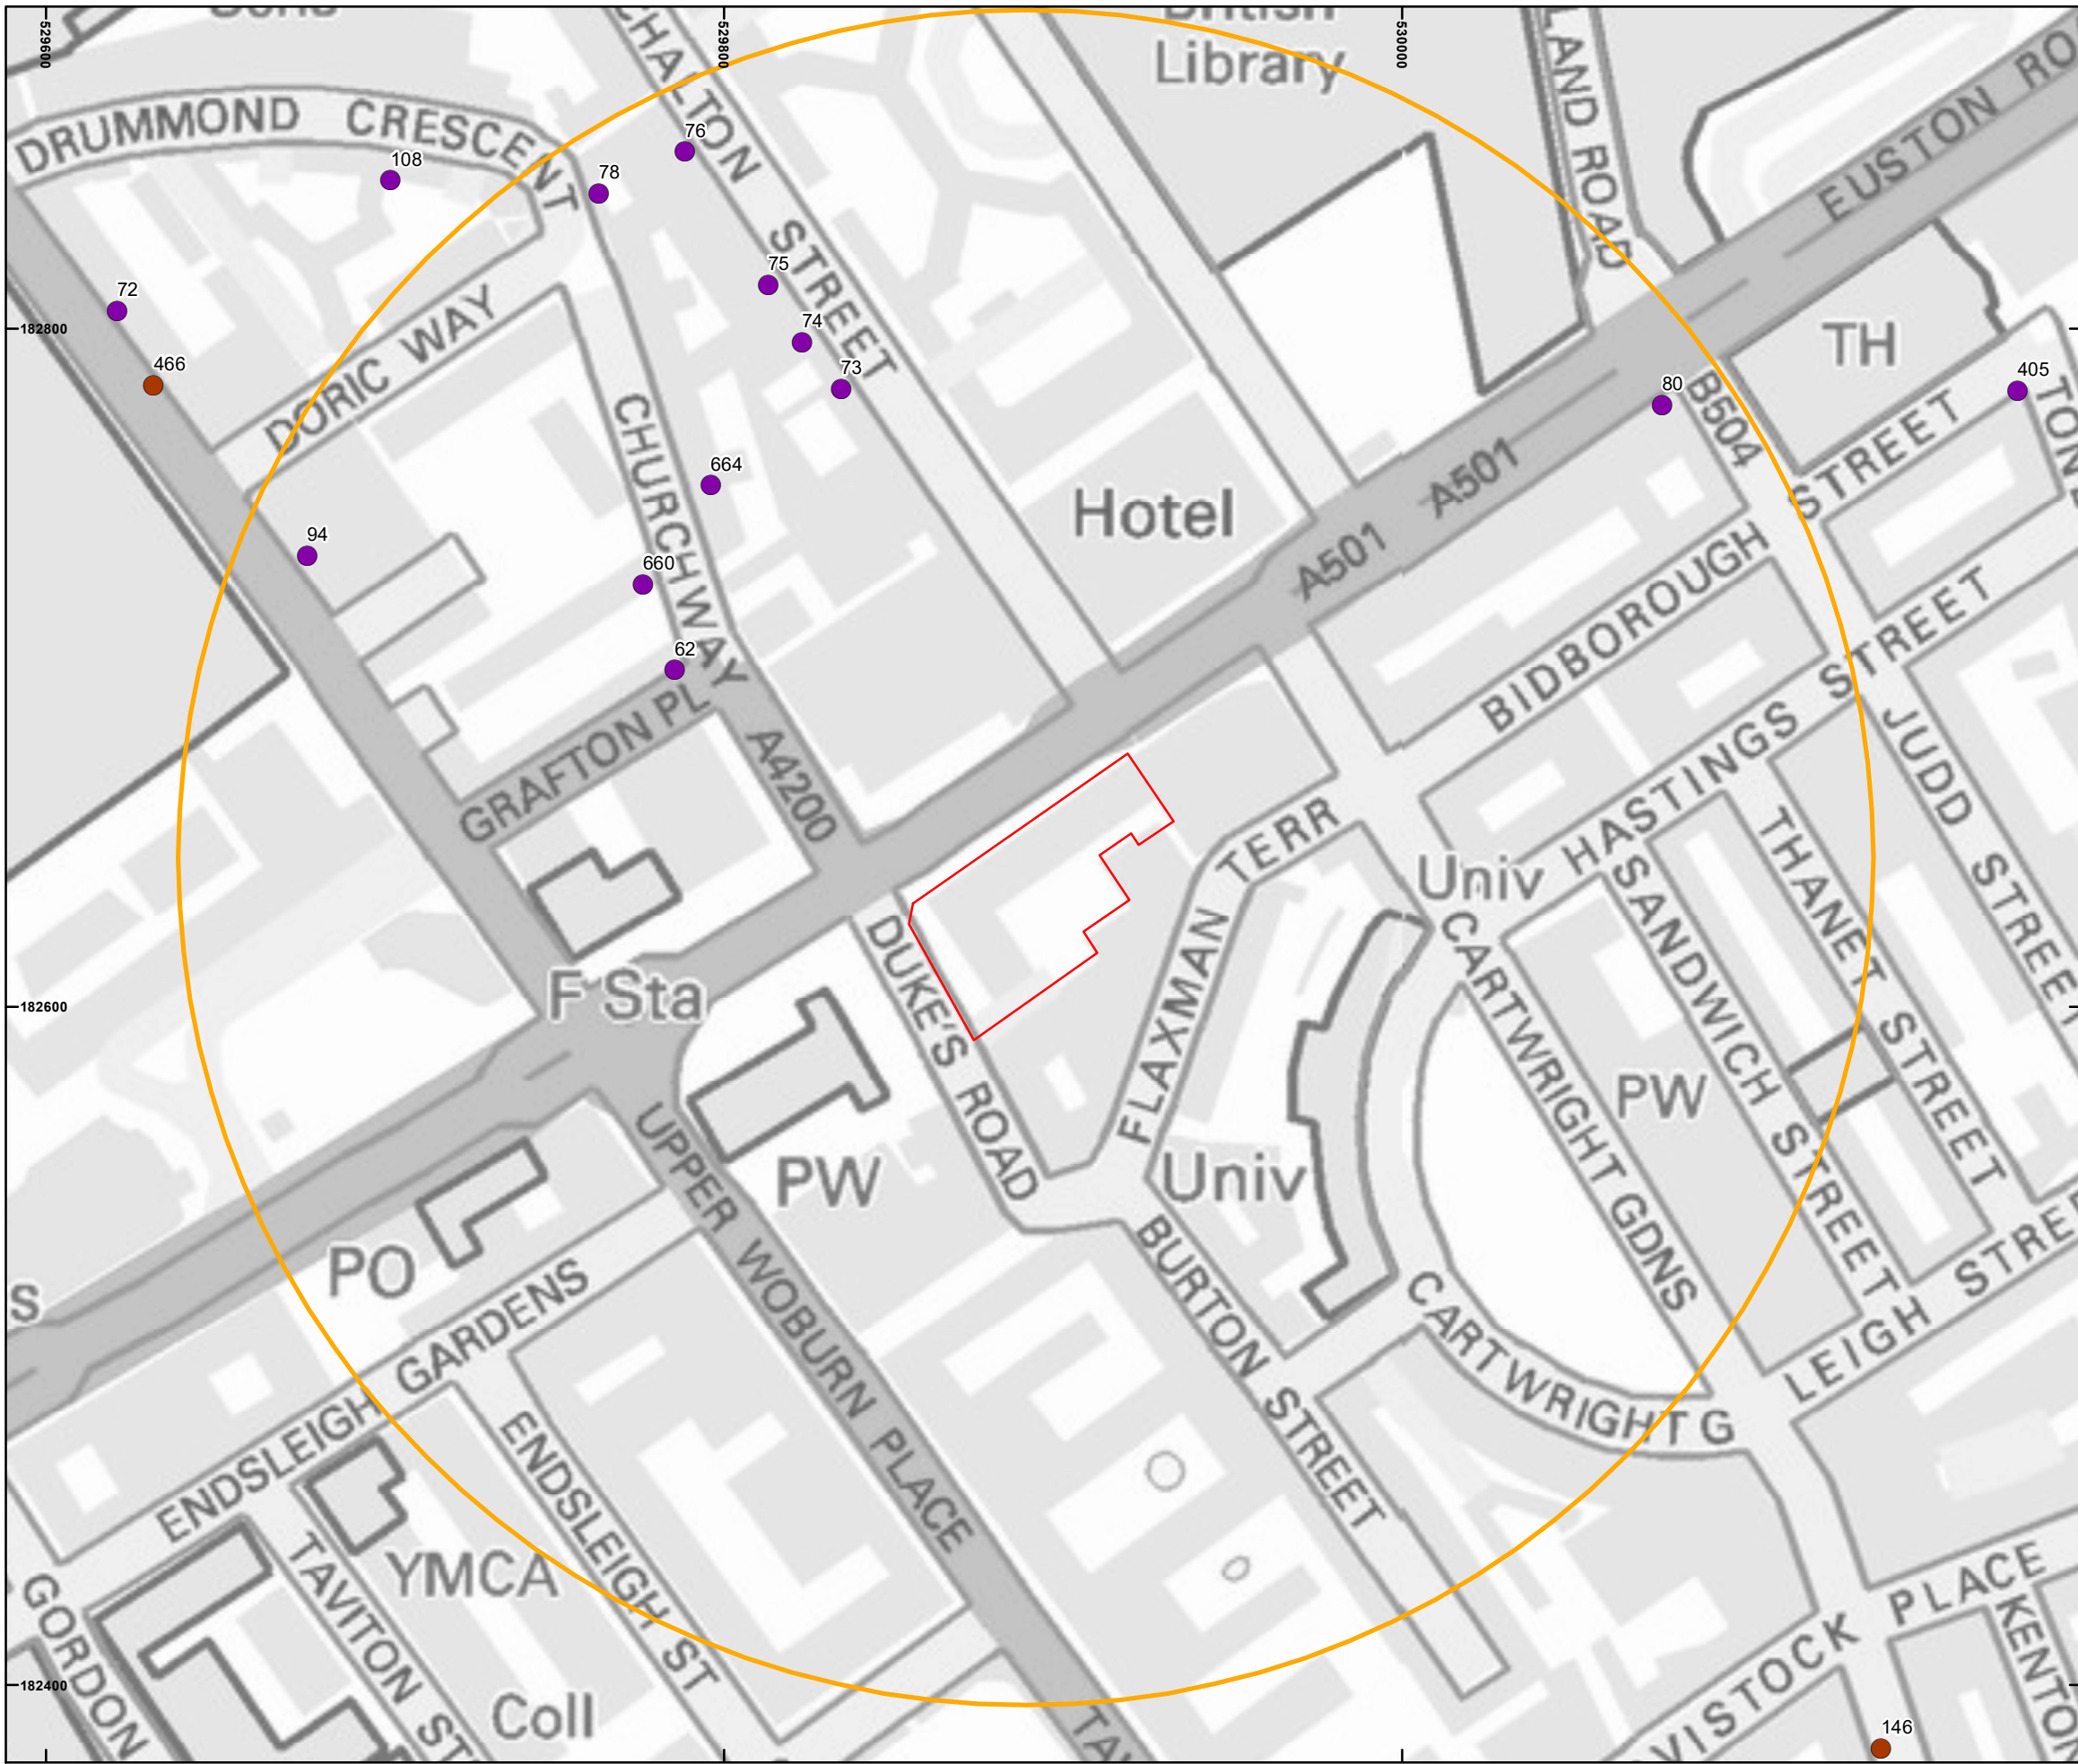 529600
529800
530000
British
Library
CHALTON STREET
LAND ROAD
EUSTON RO
DRUMMOND CRESCENT
76
108
78
75
72
182800
74
TH
466
73
80
405
DORIC WAY
B504
CHURCHWAY
664
STREET
TON
Hotel
A501
A501
94
660
BIDBOROUGH
62
HASTINGS STREET
GRAFTON PL
A4200
JUDD STREET
TERR
THANET STREET
Univ
SANDWICH STREET
F Sta
182600
DUKE'S ROAD
FLAXMAN
CARTWRIGHT GDNS
PW
UPPER WOBURN PLACE
PW
Univ
PO
S
BURTON STREET
CARTWRIGHT G
LEIGH STREE
ENDSLEIGH GARDENS
ENDSLEIGH ST
YMCA
TAVITON ST
GORDON
PLACE
KENTON
VISTOCK
182400
Coll
TAV
146